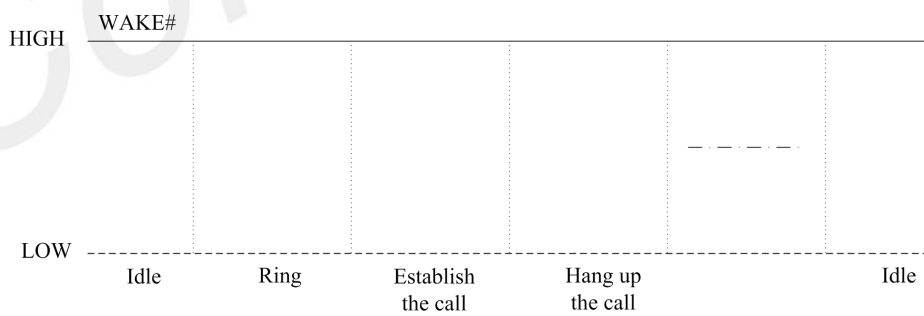 WAKE#
HIGH
LOW
Idle
Ring
Establish
the call
Hang up
the call
Idle